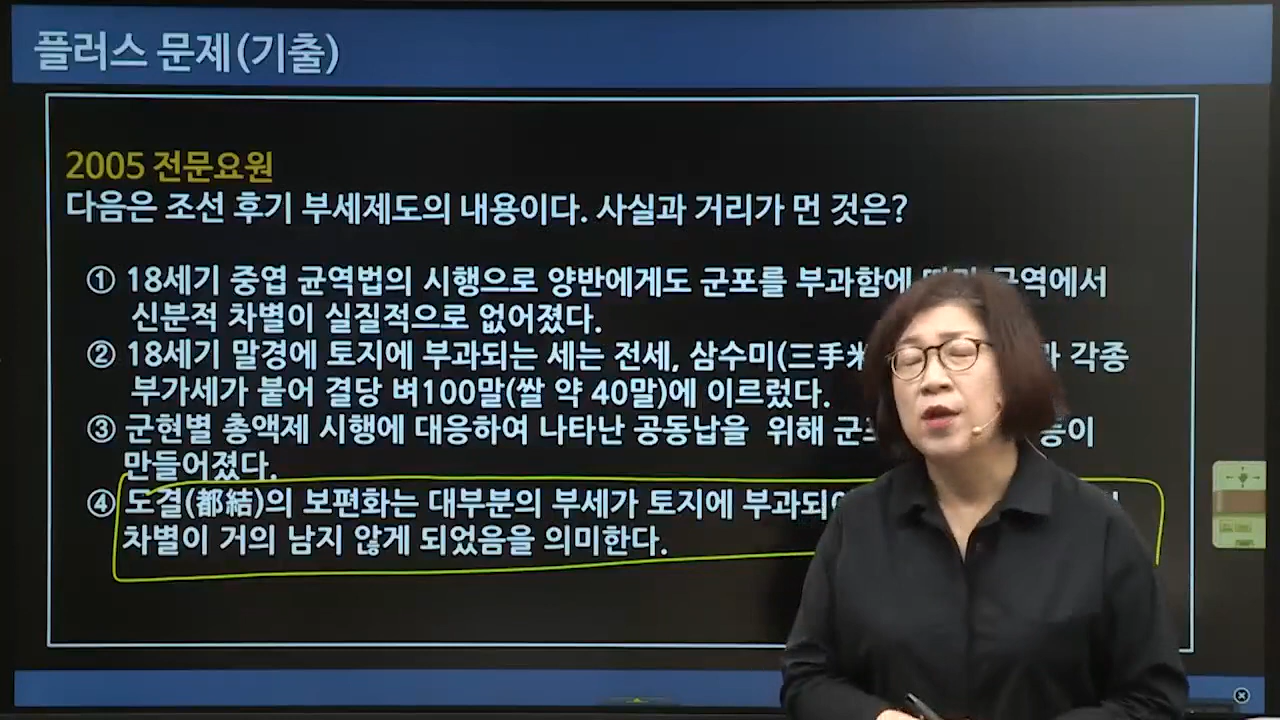 플러스 문제(기출)
2005 전문요원
다음은 조선 후기 부세제도의 내용이다. 사실과 거리가 먼 것은?
① 18세기 중엽 균역법의 시행으로 양반에게도 군포를 부과함에
신분적 차별이 실질적으로 없어졌다.
② 18세기 말경에 토지에 부과되는 세는 전세, 삼수미(三手米 각종
부가세가 붙어 결당 벼100말(쌀 약 40말)에 이르렀다.
③ 군현별 총액제 시행에 대응하여 나타난 공동납을 위해
만들어졌다.
④ 도결(都結)의 보편화는 대부분의 부세가 토지에
차별이 거의 남지 않게 되었음을 의미한다.